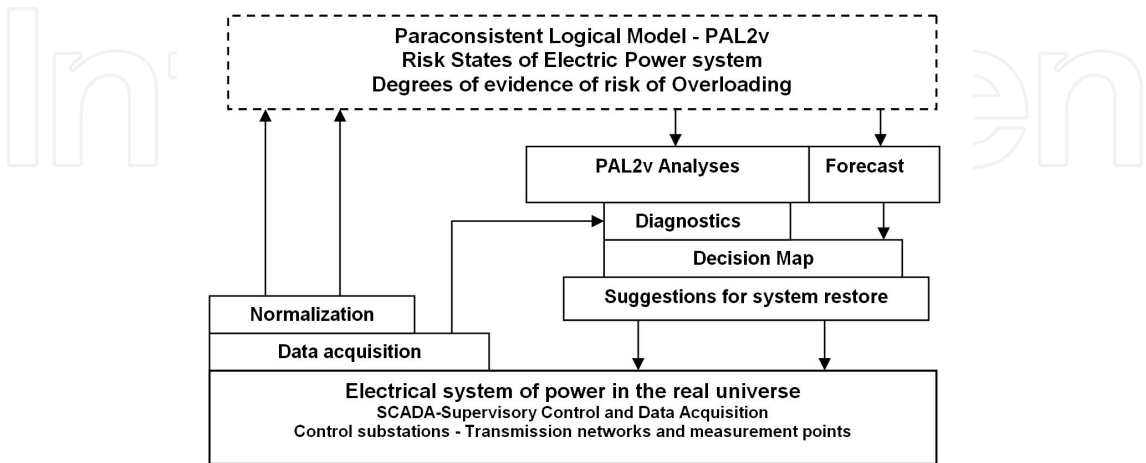 Paraconsistent Logical Model - PAL2v
Risk States of Electric Power system
Degrees of evidence of risk of Overloading
PAL2v Analyses
Forecast
Diagnostics
Decision Map
Suggestions for system restore
Normalization
Data acquisition
Electrical system of power in the real universe
SCADA-Supervisory Control and Data Acquisition
Control substations - Transmission networks and measurement points